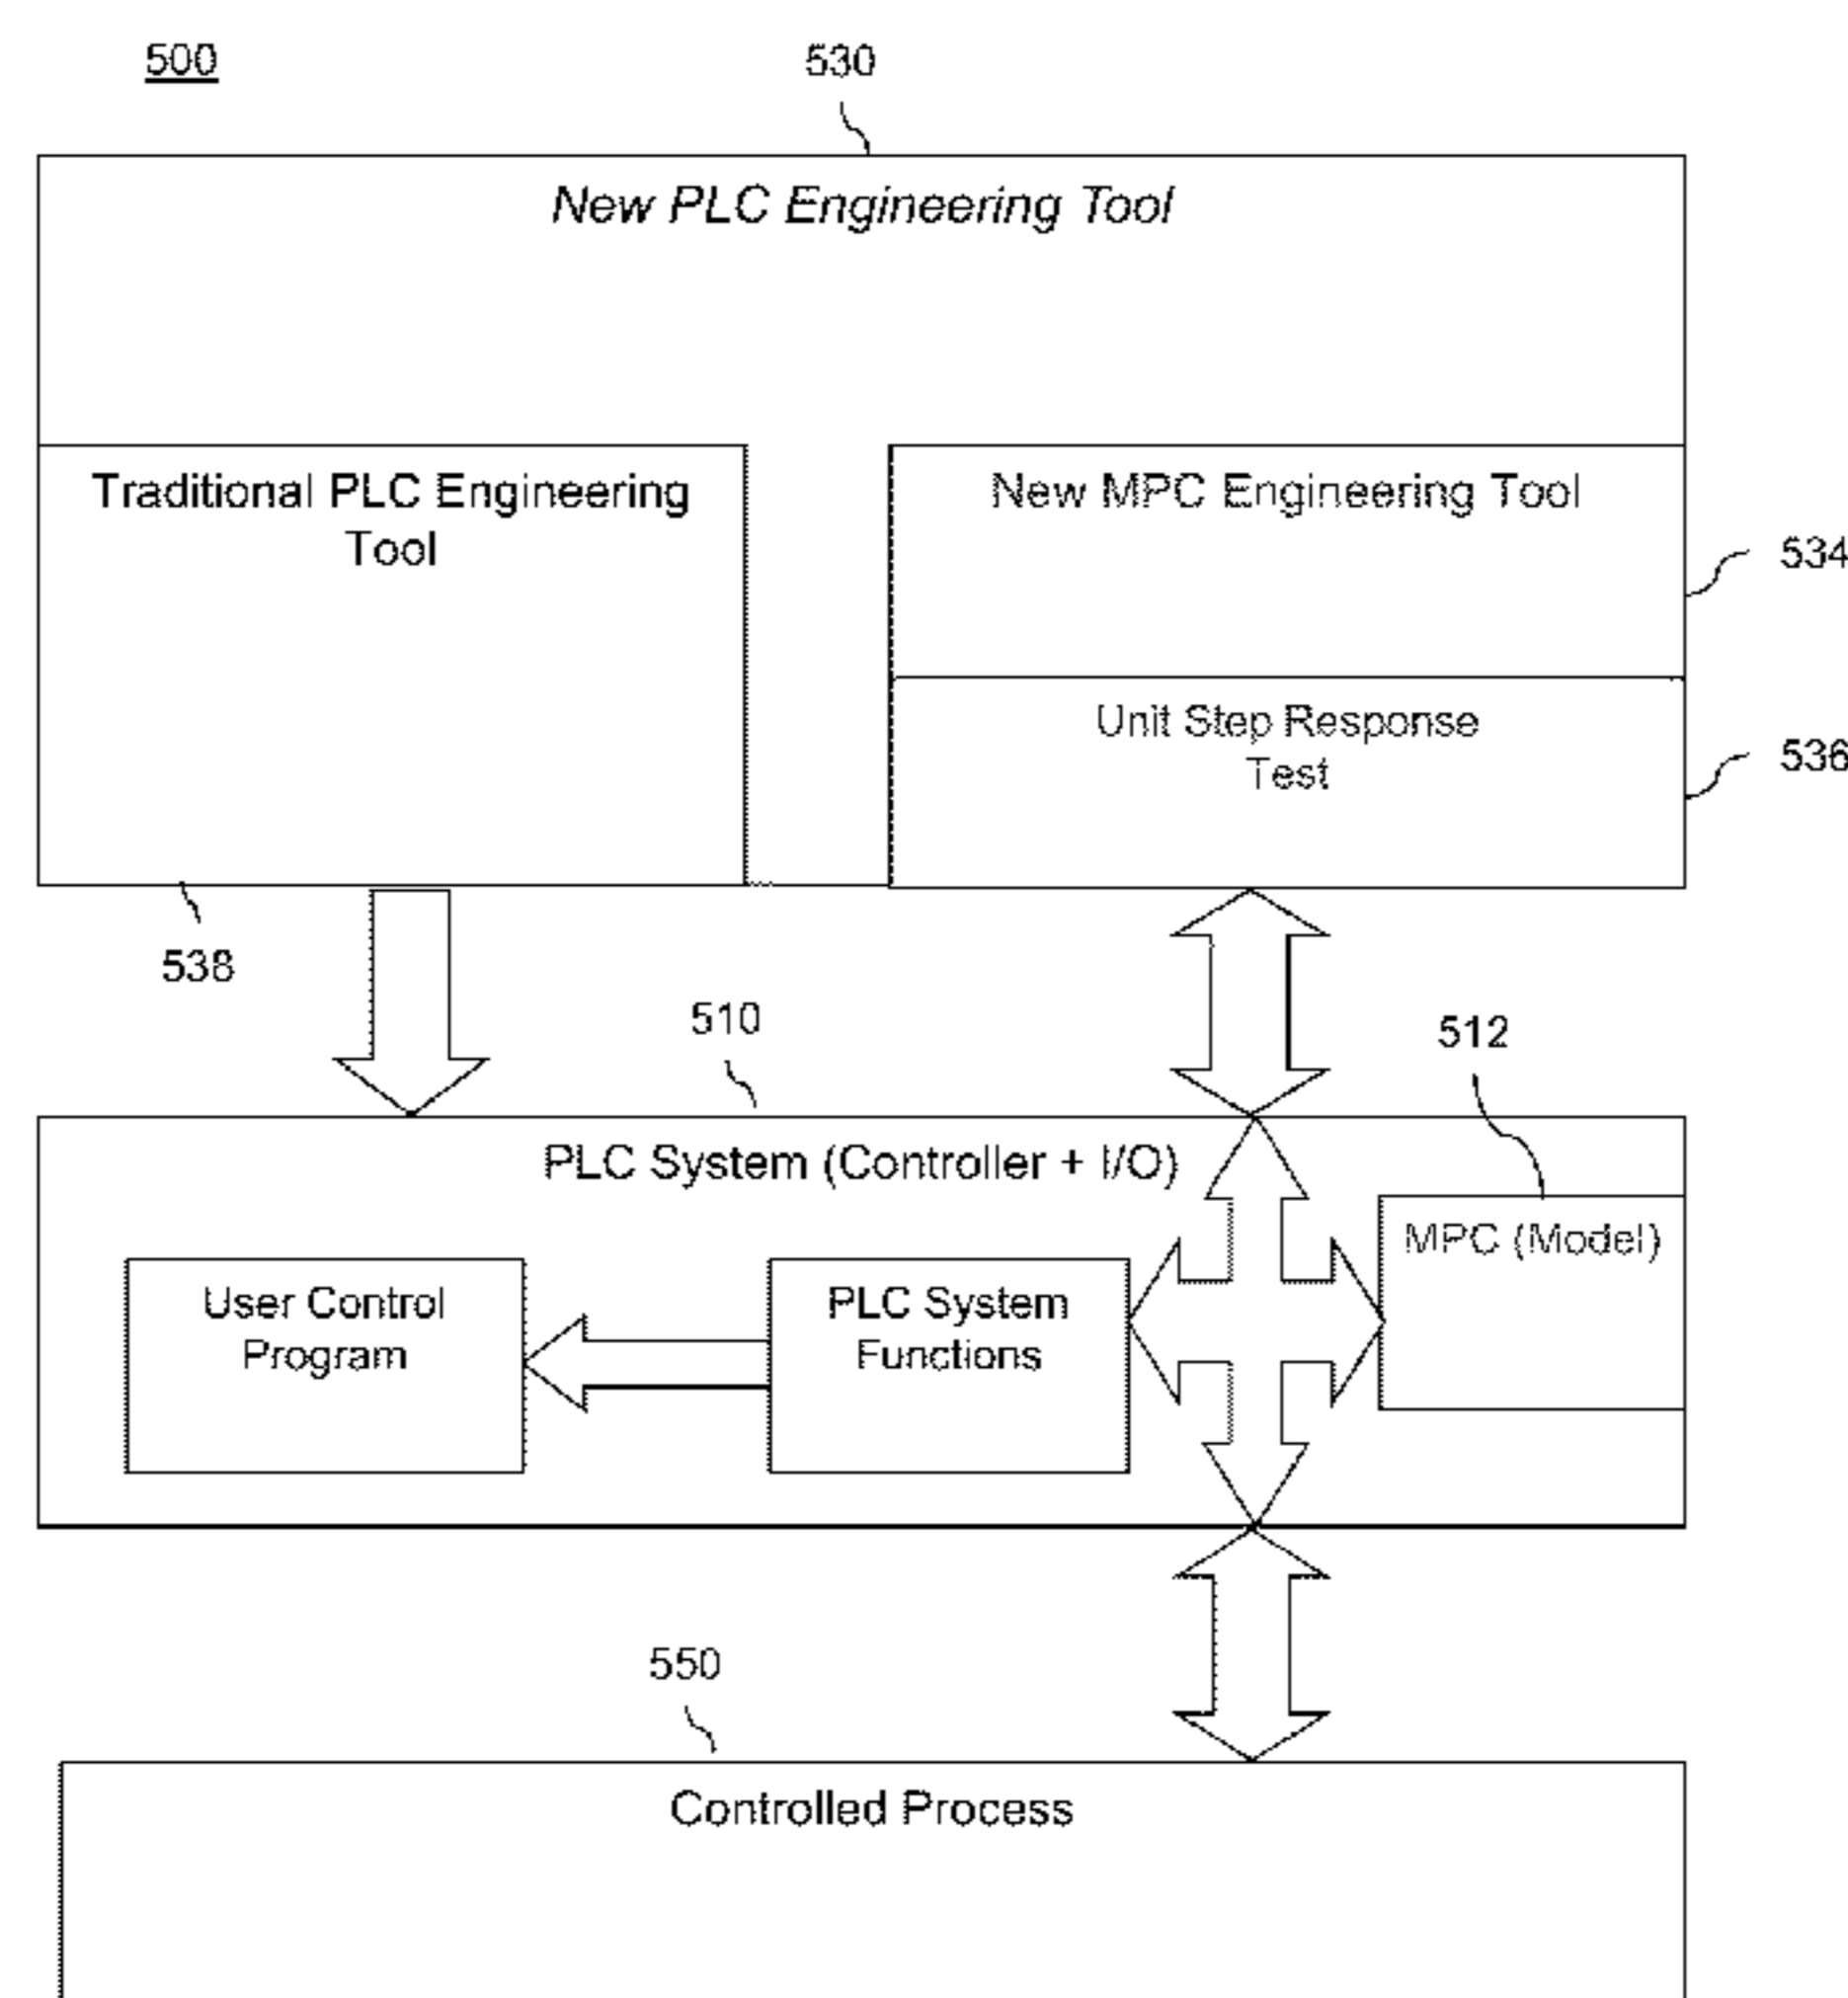 500
530
New PLC Engineering Tool
Traditional PLC Engineering
Tool
New MPC Engineering Tool
534
Unit Step Response
Test
536
538
510
512
PLC System (Controller + I/O)
MPC (Model)
User Control
Program
PLC System
Functions
550
Controlled Process